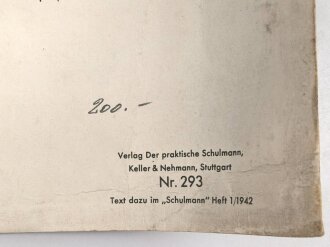 200.-
Verlag Der praktische Schulmann,
Keller & Nehmann, Stuttgart
Nr. 293
Text dazu im „Schulmann" Heft 1/1942